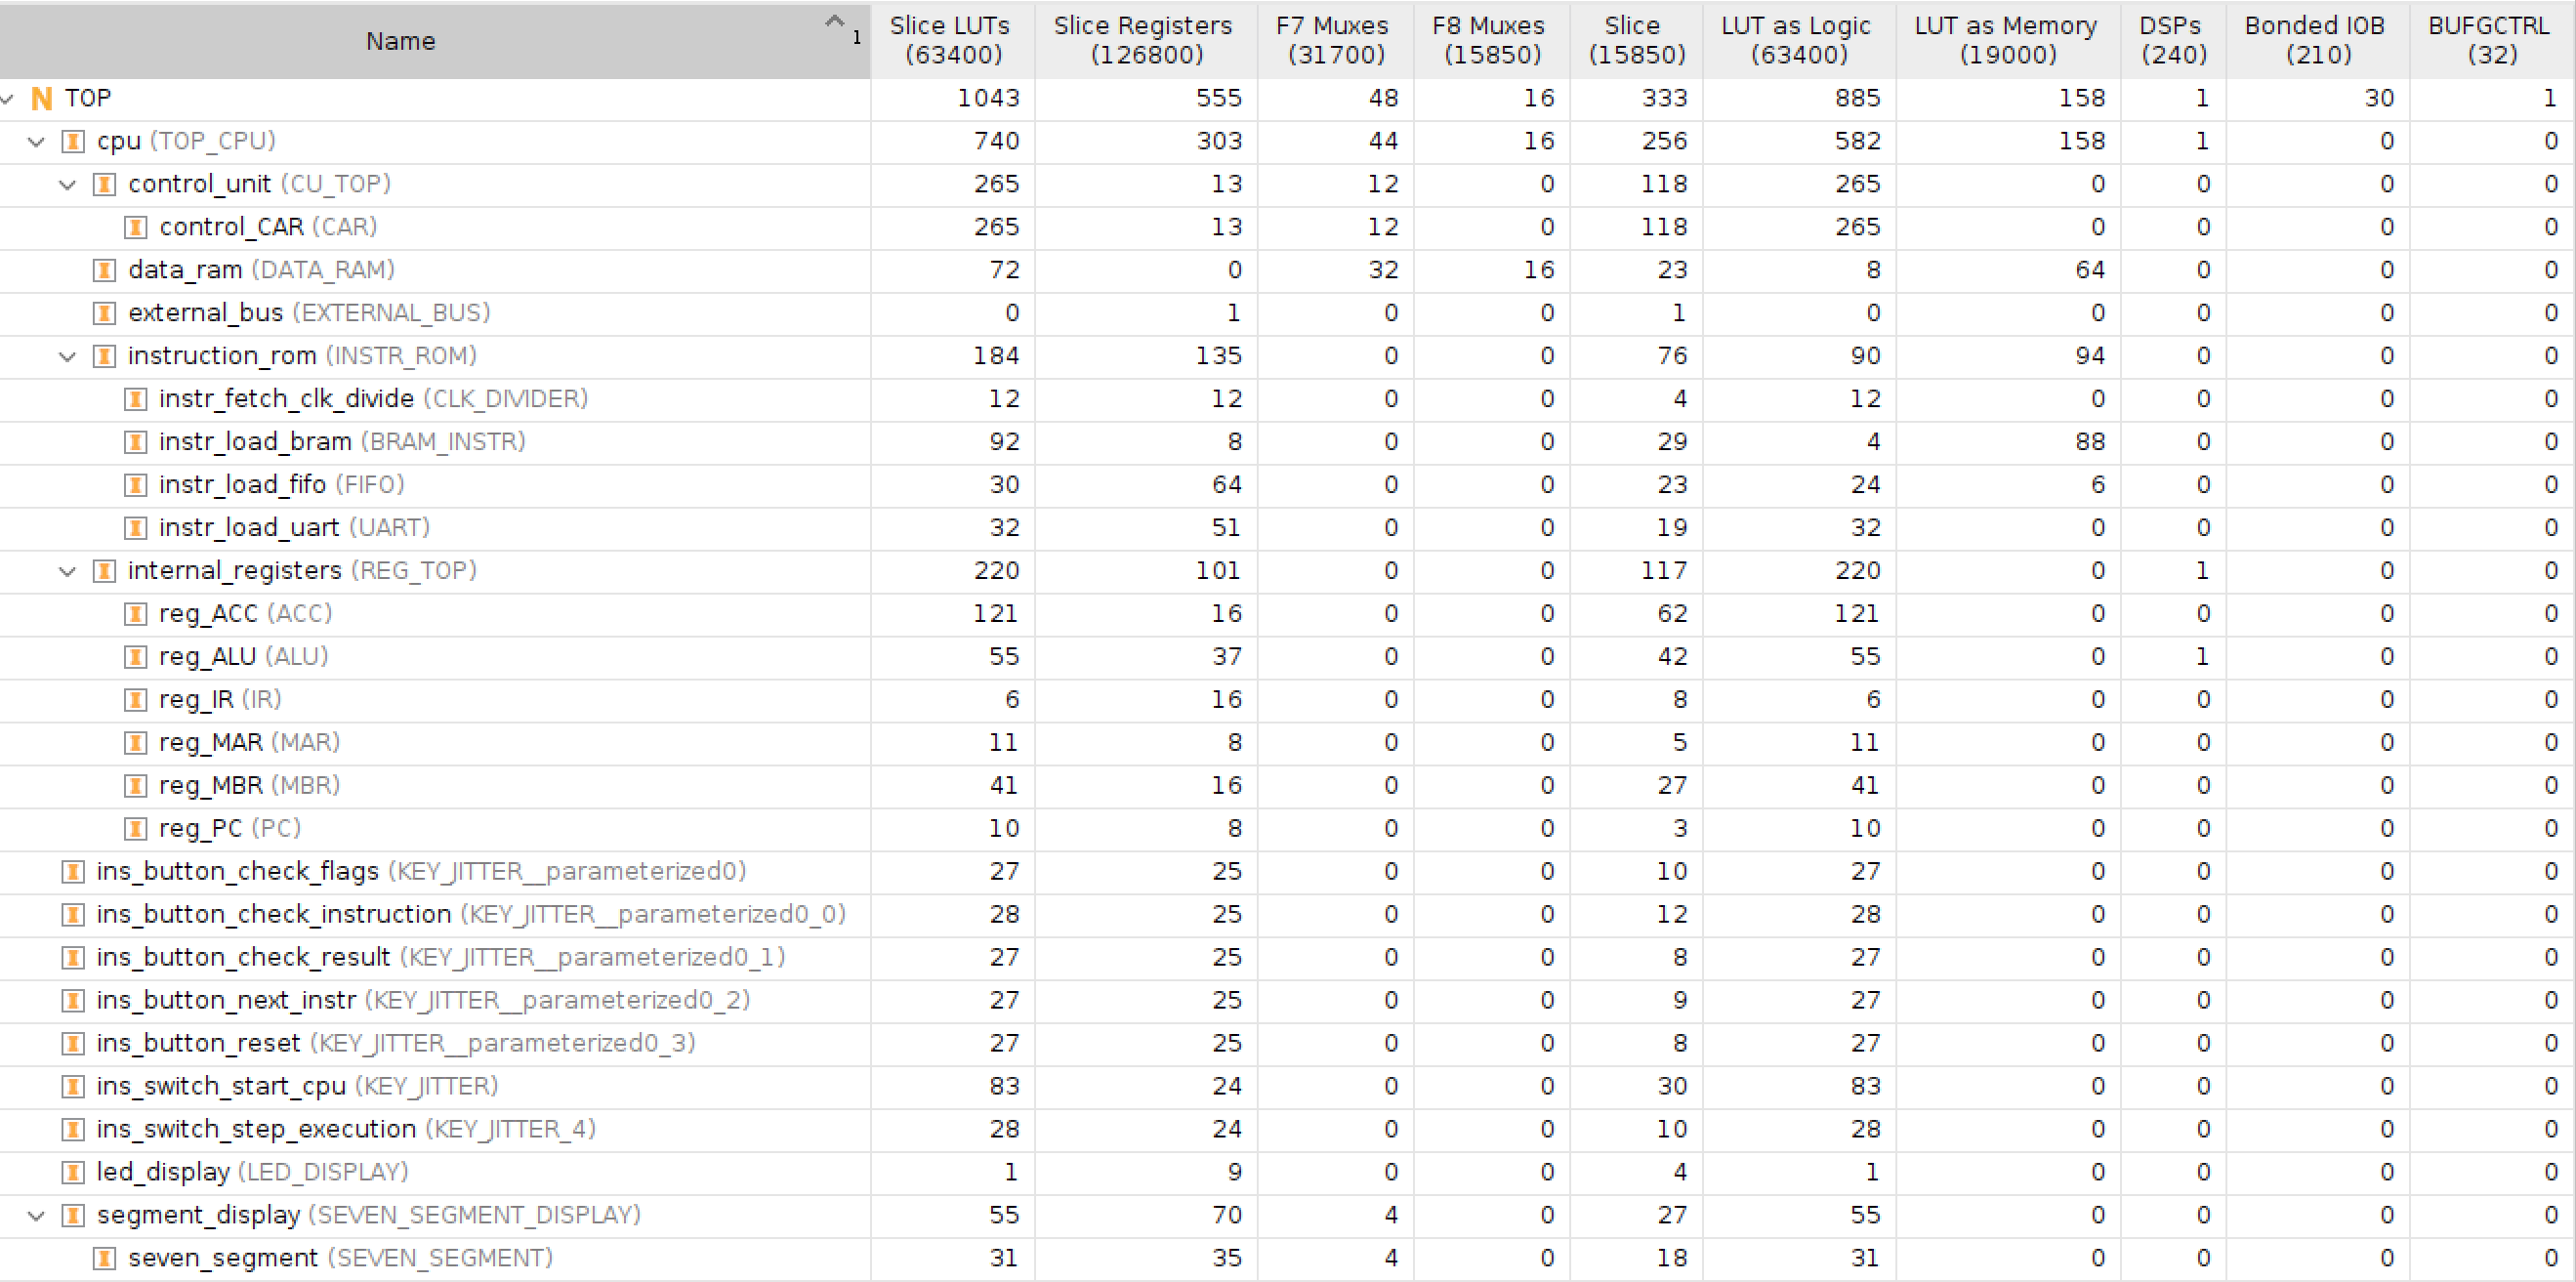 Name 1 Slice LUTs (63400) Slice Registers (126800) F7 Muxes (31700) F8 Muxes (15850) Slice (15850) LUT as Logic (63400) LUT as Memory (19000) DSPs (240) Bonded IOB (210) BUFGCTRL (32)
N TOP 1043 555 48 16 333 885 158 1 30 1
I cpu (TOP_CPU) 740 303 44 16 256 582 158 1 0 0
I control_unit (CU_TOP) 265 13 12 0 118 265 0 0 0 0
I control_CAR (CAR) 265 13 12 0 118 265 0 0 0 0
I data_ram (DATA_RAM) 72 0 32 16 23 8 64 0 0 0
I external_bus (EXTERNAL_BUS) 0 1 0 0 1 0 0 0 0 0
I instruction_rom (INSTR_ROM) 184 135 0 0 76 90 94 0 0 0
I instr_fetch_clk_divide (CLK_DIVIDER) 12 12 0 0 4 12 0 0 0 0
I instr_load_bram (BRAM_INSTR) 92 8 0 0 29 4 88 0 0 0
I instr_load_fifo (FIFO) 30 64 0 0 23 24 6 0 0 0
I instr_load_uart (UART) 32 51 0 0 19 32 0 0 0 0
I internal_registers (REG_TOP) 220 101 0 0 117 220 0 1 0 0
I reg_ACC (ACC) 121 16 0 0 62 121 0 0 0 0
I reg_ALU (ALU) 55 37 0 0 42 55 0 1 0 0
I reg_IR (IR) 6 16 0 0 8 6 0 0 0 0
I reg_MAR (MAR) 11 8 0 0 5 11 0 0 0 0
I reg_MBR (MBR) 41 16 0 0 27 41 0 0 0 0
I reg_PC (PC) 10 8 0 0 3 10 0 0 0 0
I ins_button_check_flags (KEY_JITTER__parameterized0) 27 25 0 0 10 27 0 0 0 0
I ins_button_check_instruction (KEY_JITTER__parameterized0_0) 28 25 0 0 12 28 0 0 0 0
I ins_button_check_result (KEY_JITTER__parameterized0_1) 27 25 0 0 8 27 0 0 0 0
I ins_button_next_instr (KEY_JITTER__parameterized0_2) 27 25 0 0 9 27 0 0 0 0
I ins_button_reset (KEY_JITTER__parameterized0_3) 27 25 0 0 8 27 0 0 0 0
I ins_switch_start_cpu (KEY_JITTER) 83 24 0 0 30 83 0 0 0 0
I ins_switch_step_execution (KEY_JITTER_4) 28 24 0 0 10 28 0 0 0 0
I led_display (LED_DISPLAY) 1 9 0 0 4 1 0 0 0 0
I segment_display (SEVEN_SEGMENT_DISPLAY) 55 70 4 0 27 55 0 0 0 0
I seven_segment (SEVEN_SEGMENT) 31 35 4 0 18 31 0 0 0 0